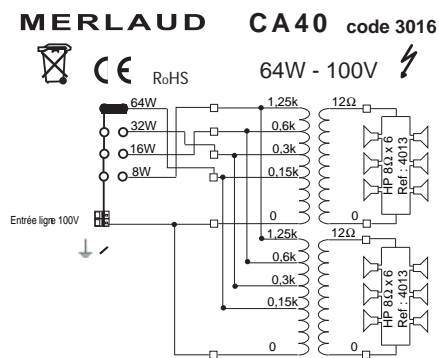 MERLAUD CA40 code 3016
RoHS 64W - 100V
64W
32W
16W
8W
Entrée ligne 100V
1,25k
0,6k
0,3k
0,15k
0
12Ω
0
HP 8Ω x 6
Ref : 4013
1,25k
0,6k
0,3k
0,15k
0
12Ω
0
HP 8Ω x 6
Ref : 4013